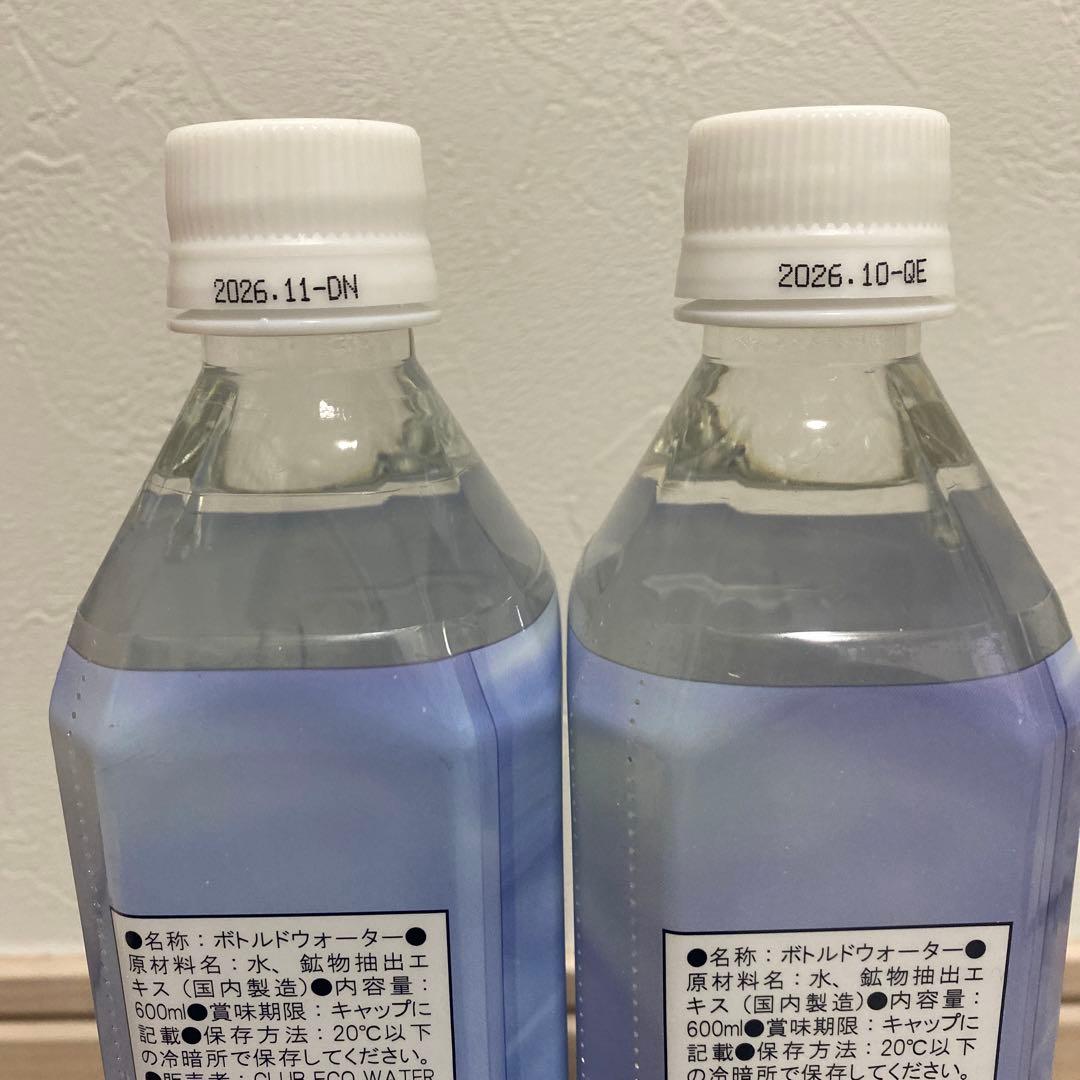 2026.11-DN
●名称：ボトルドウォーター●
原材料名：水、鉱物抽出エ
キス（国内製造）●内容量：
600ml●賞味期限：キャップに
記載●保存方法：20℃以下
の冷暗所で保存してください。
●販売者：CLUB ECO WATER
2026.10-QE
●名称：ボトルドウォーター●
原材料名：水、鉱物抽出エ
キス（国内製造）●内容量：
600ml●賞味期限：キャップに
記載●保存方法：20℃以下
の冷暗所で保存してください。